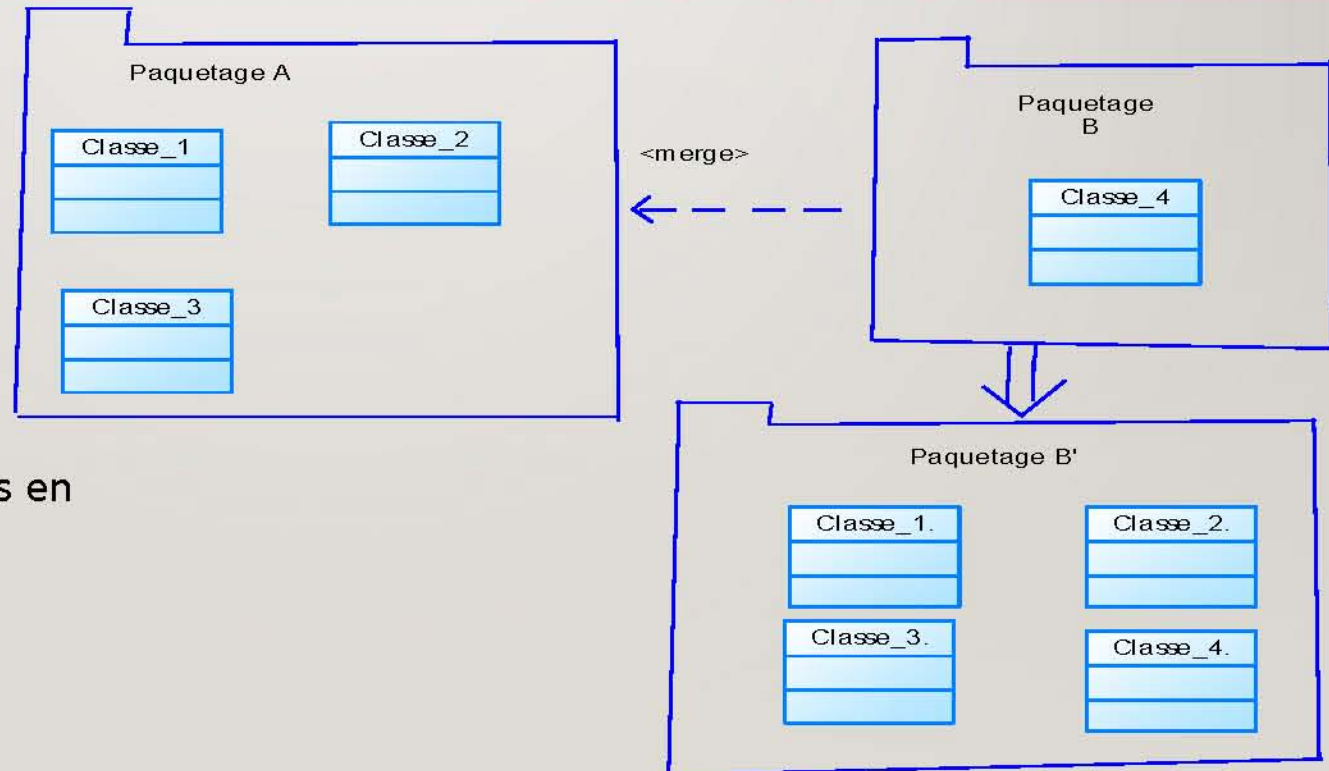 Paquetage A
Classe_1
Classe_2
Classe_3
<merge>
Paquetage
B
Classe_4
s en
Paquetage B'
Classe_1.
Classe_2.
Classe_3.
Classe_4.